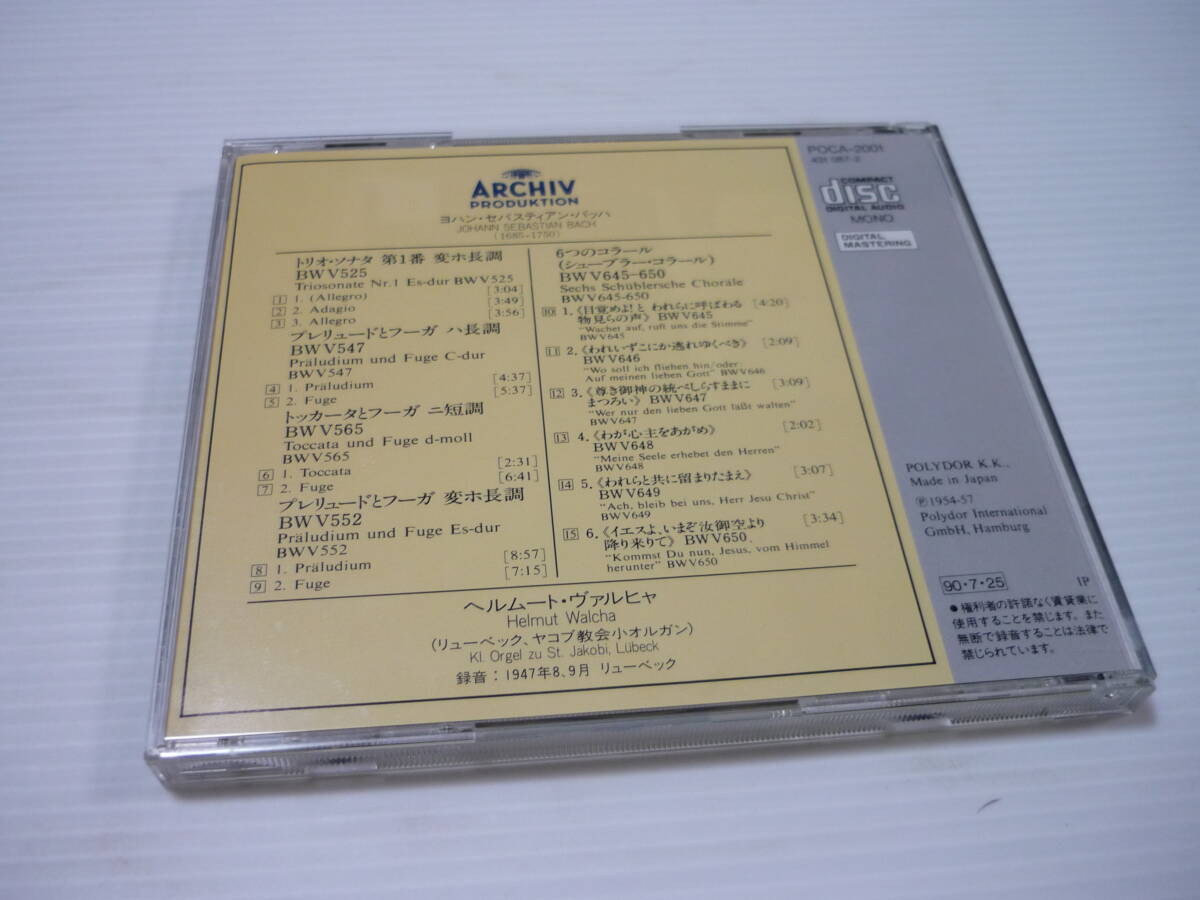 ARCHIV
PRODUKTION
ヨハン・セバスティアン・バッハ
JOHANN SEBASTIAN BACH
(1685-1750)
トリオ・ソナタ 第1番 変ホ長調
BWV525
Triosonate Nr.1 Es-dur BWV525
1 1. (Allegro) [3:04]
2 2. Adagio [3:49]
3 3. Allegro [3:56]
プレリュードとフーガ ハ長調
BWV547
Präludium und Fuge C-dur
BWV547
4 1. Präludium [4:37]
5 2. Fuge [5:37]
トッカータとフーガ ニ短調
BWV565
Toccata und Fuge d-moll
BWV565
6 1. Toccata [2:31]
7 2. Fuge [6:41]
プレリュードとフーガ 変ホ長調
BWV552
Präludium und Fuge Es-dur
BWV552
8 1. Präludium [8:57]
9 2. Fuge [7:15]
6つのコラール
(シューブラー・コラール)
BWV645-650
Sechs Schüblersche Choräle
BWV645-650
10 1.《目覚めよ!と われらに呼ばわる [4:20]
物見らの声》 BWV645
"Wachet auf, ruft uns die Stimme"
BWV645
11 2.《われいずこにか逃れゆくべき》 [2:09]
BWV646
"Wo soll ich fliehen hin/oder
Auf meinen lieben Gott" BWV646
12 3.《尊き御神の統べしらすままに [3:09]
まつろい》 BWV647
"Wer nur den lieben Gott läßt walten"
BWV647
13 4.《わが心、主をあがめ》 [2:02]
BWV648
"Meine Seele erhebet den Herren"
BWV648
14 5.《われらと共に留まりたまえ》 [3:07]
BWV649
"Ach, bleib bei uns, Herr Jesu Christ"
BWV649
15 6.《イエスよ、いまぞ汝御空より [3:34]
降り来りて》 BWV650
"Kommst Du nun, Jesus, vom Himmel
herunter" BWV650
ヘルムート・ヴァルヒャ
Helmut Walcha
(リューベック、ヤコブ教会小オルガン)
Kl. Orgel zu St. Jakobi, Lübeck
録音:1947年8、9月 リューベック
POCA-2001
431 087-2
COMPACT
disc
DIGITAL AUDIO
MONO
DIGITAL
MASTERING
POLYDOR K.K.,
Made in Japan
℗1954-57
Polydor International
GmbH, Hamburg
90・7・25 1P
●権利者の許諾なく賃貸業に
使用することを禁じます。また
無断で録音することは法律で
禁じられています。